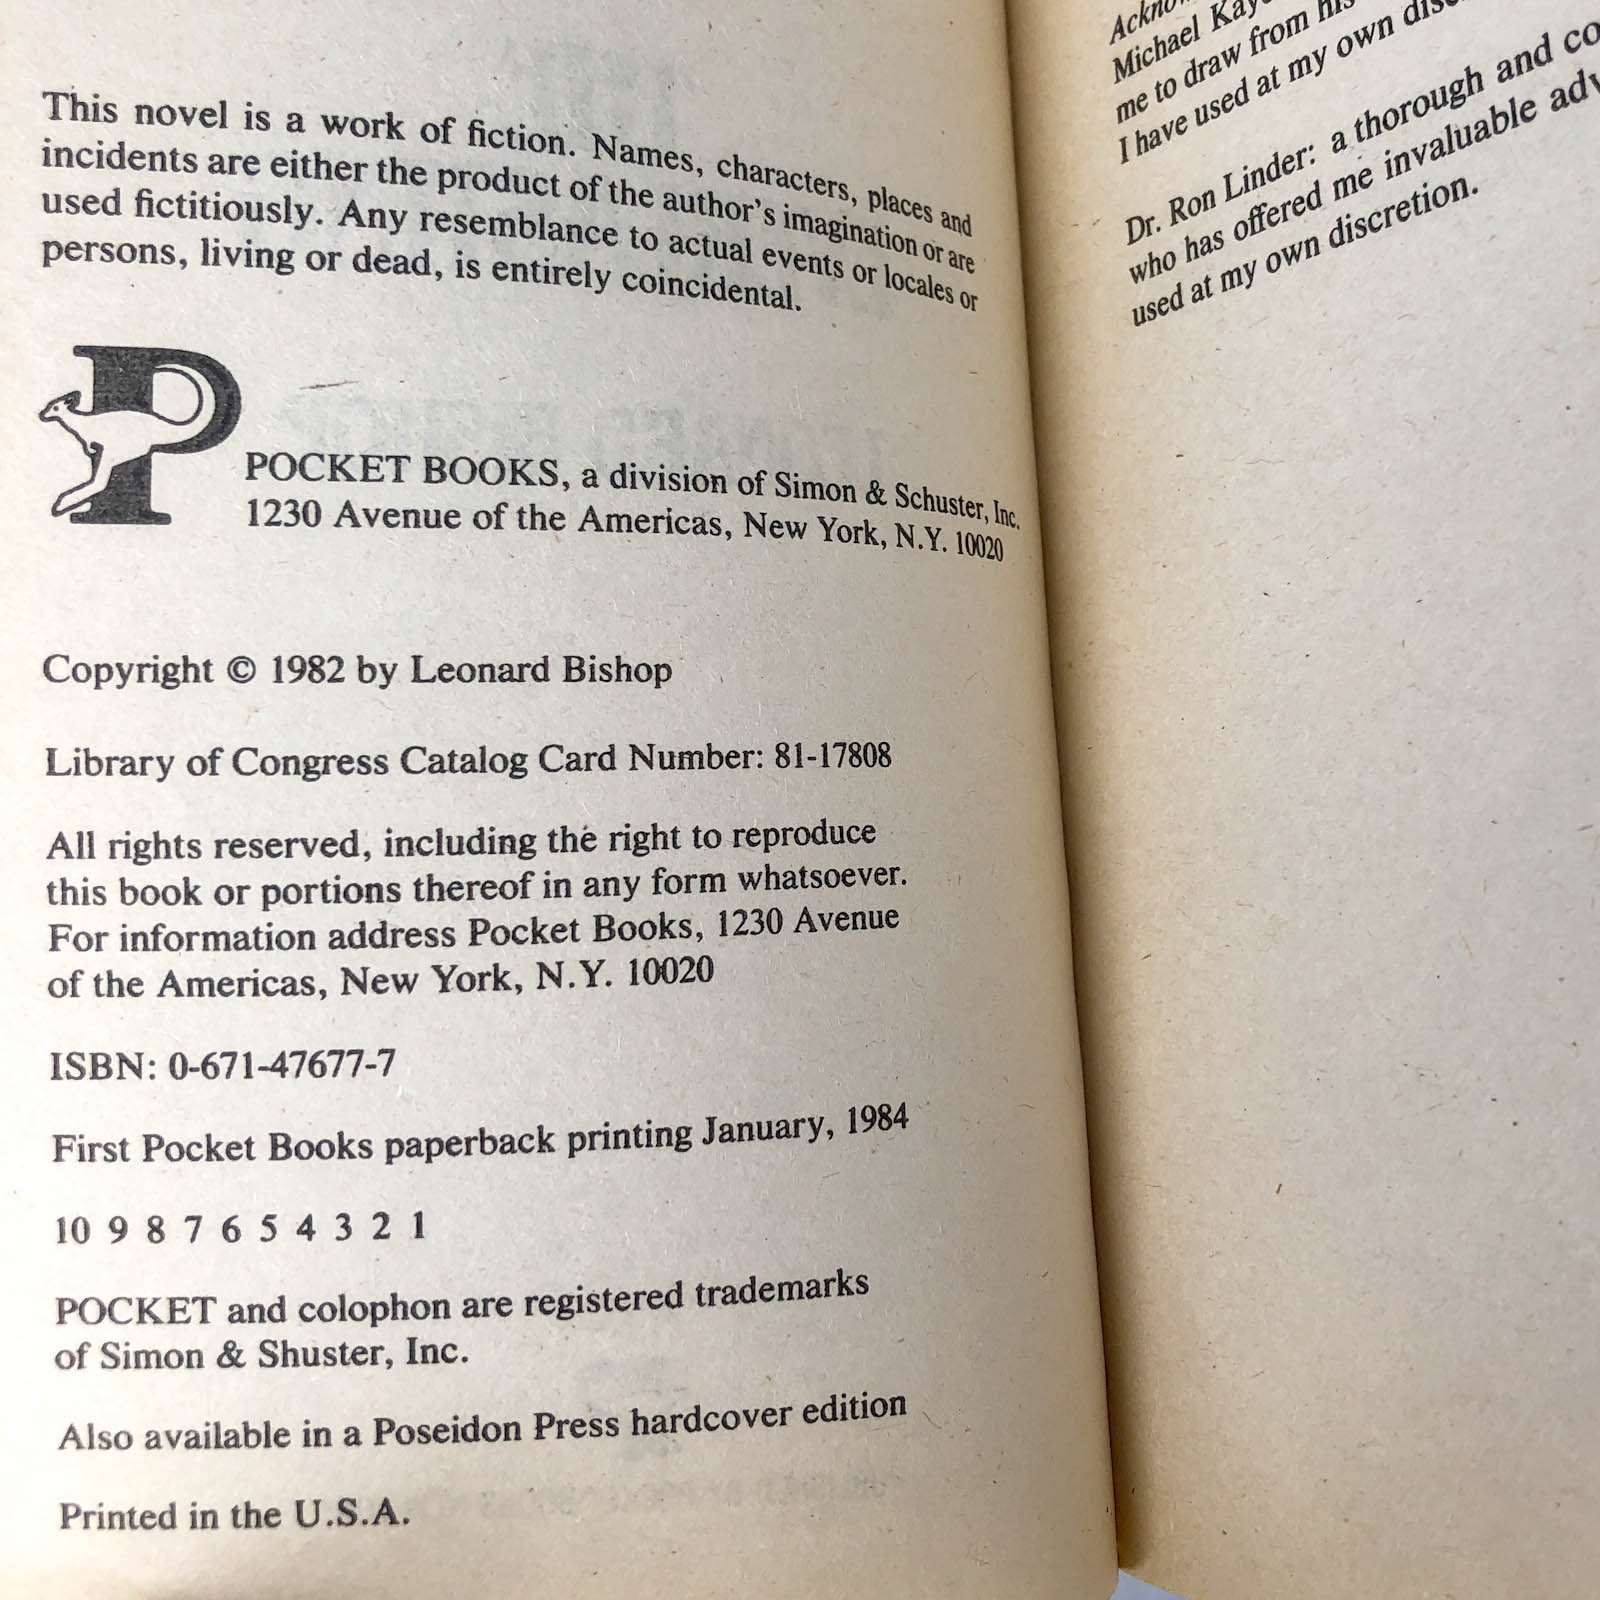 This novel is a work of fiction. Names, characters, places and
incidents are either the product of the author's imagination or are
used fictitiously. Any resemblance to actual events or locales or
persons, living or dead, is entirely coincidental.
P
POCKET BOOKS, a division of Simon & Schuster, Inc.
1230 Avenue of the Americas, New York, N.Y. 10020
Copyright © 1982 by Leonard Bishop
Library of Congress Catalog Card Number: 81-17808
All rights reserved, including the right to reproduce
this book or portions thereof in any form whatsoever.
For information address Pocket Books, 1230 Avenue
of the Americas, New York, N.Y. 10020
ISBN: 0-671-47677-7
First Pocket Books paperback printing January, 1984
10 9 8 7 6 5 4 3 2 1
POCKET and colophon are registered trademarks
of Simon & Shuster, Inc.
Also available in a Poseidon Press hardcover edition
Printed in the U.S.A.
Michael
me to draw from his
I have used at my own
Dr. Ron Linder: a thorough and
who has offered me invaluable
used at my own discretion.